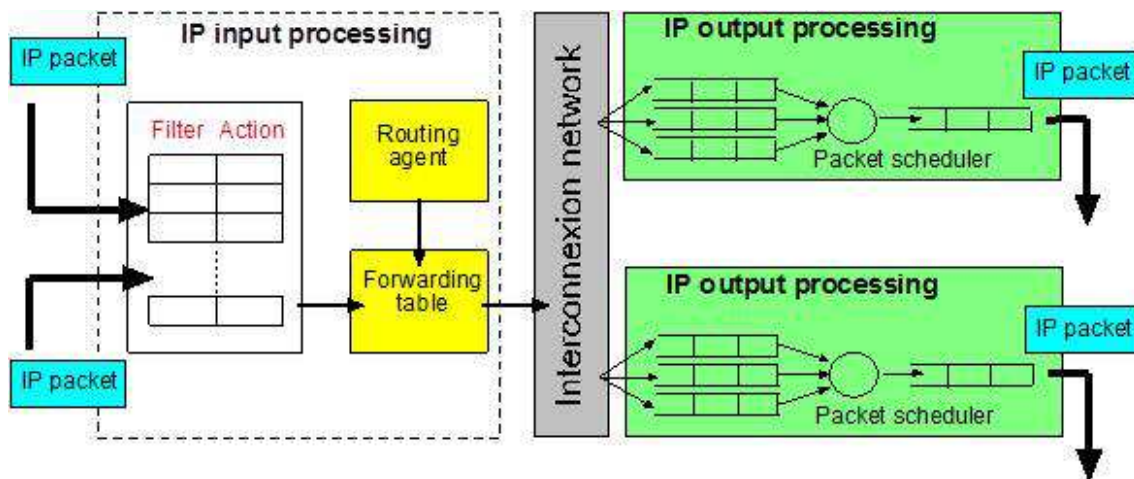 IP input processing
IP packet
Filter Action
Routing
agent
Forwarding
table
IP packet
Interconnexion network
IP output processing
IP packet
Packet scheduler
IP output processing
IP packet
Packet scheduler